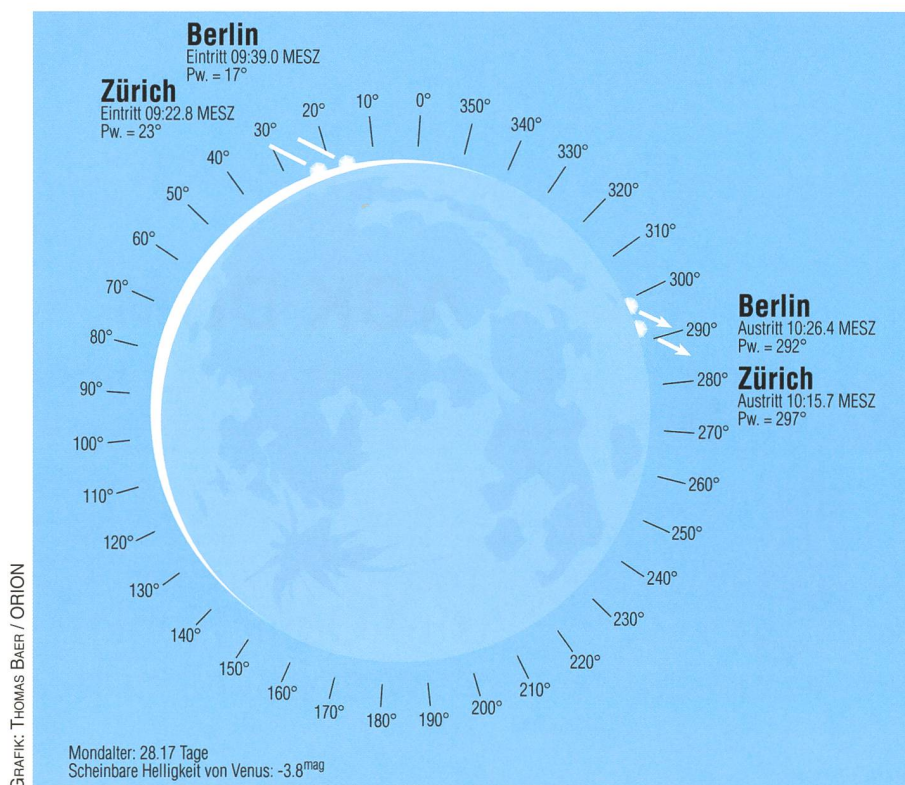 Berlin
Eintritt 09:39.0 MESZ
Pw. = 17°
Zürich
Eintritt 09:22.8 MESZ
Pw. = 23°
0°
10°
20°
30°
40°
50°
60°
70°
80°
90°
100°
110°
120°
130°
140°
150°
160°
170°
180°
190°
200°
210°
220°
230°
240°
250°
260°
270°
280°
290°
300°
310°
320°
330°
340°
350°
Berlin
Austritt 10:26.4 MESZ
Pw. = 292°
Zürich
Austritt 10:15.7 MESZ
Pw. = 297°
Mondalter: 28.17 Tage
Scheinbare Helligkeit von Venus: -3.8mag
GRAFIK: THOMAS BAER / ORION